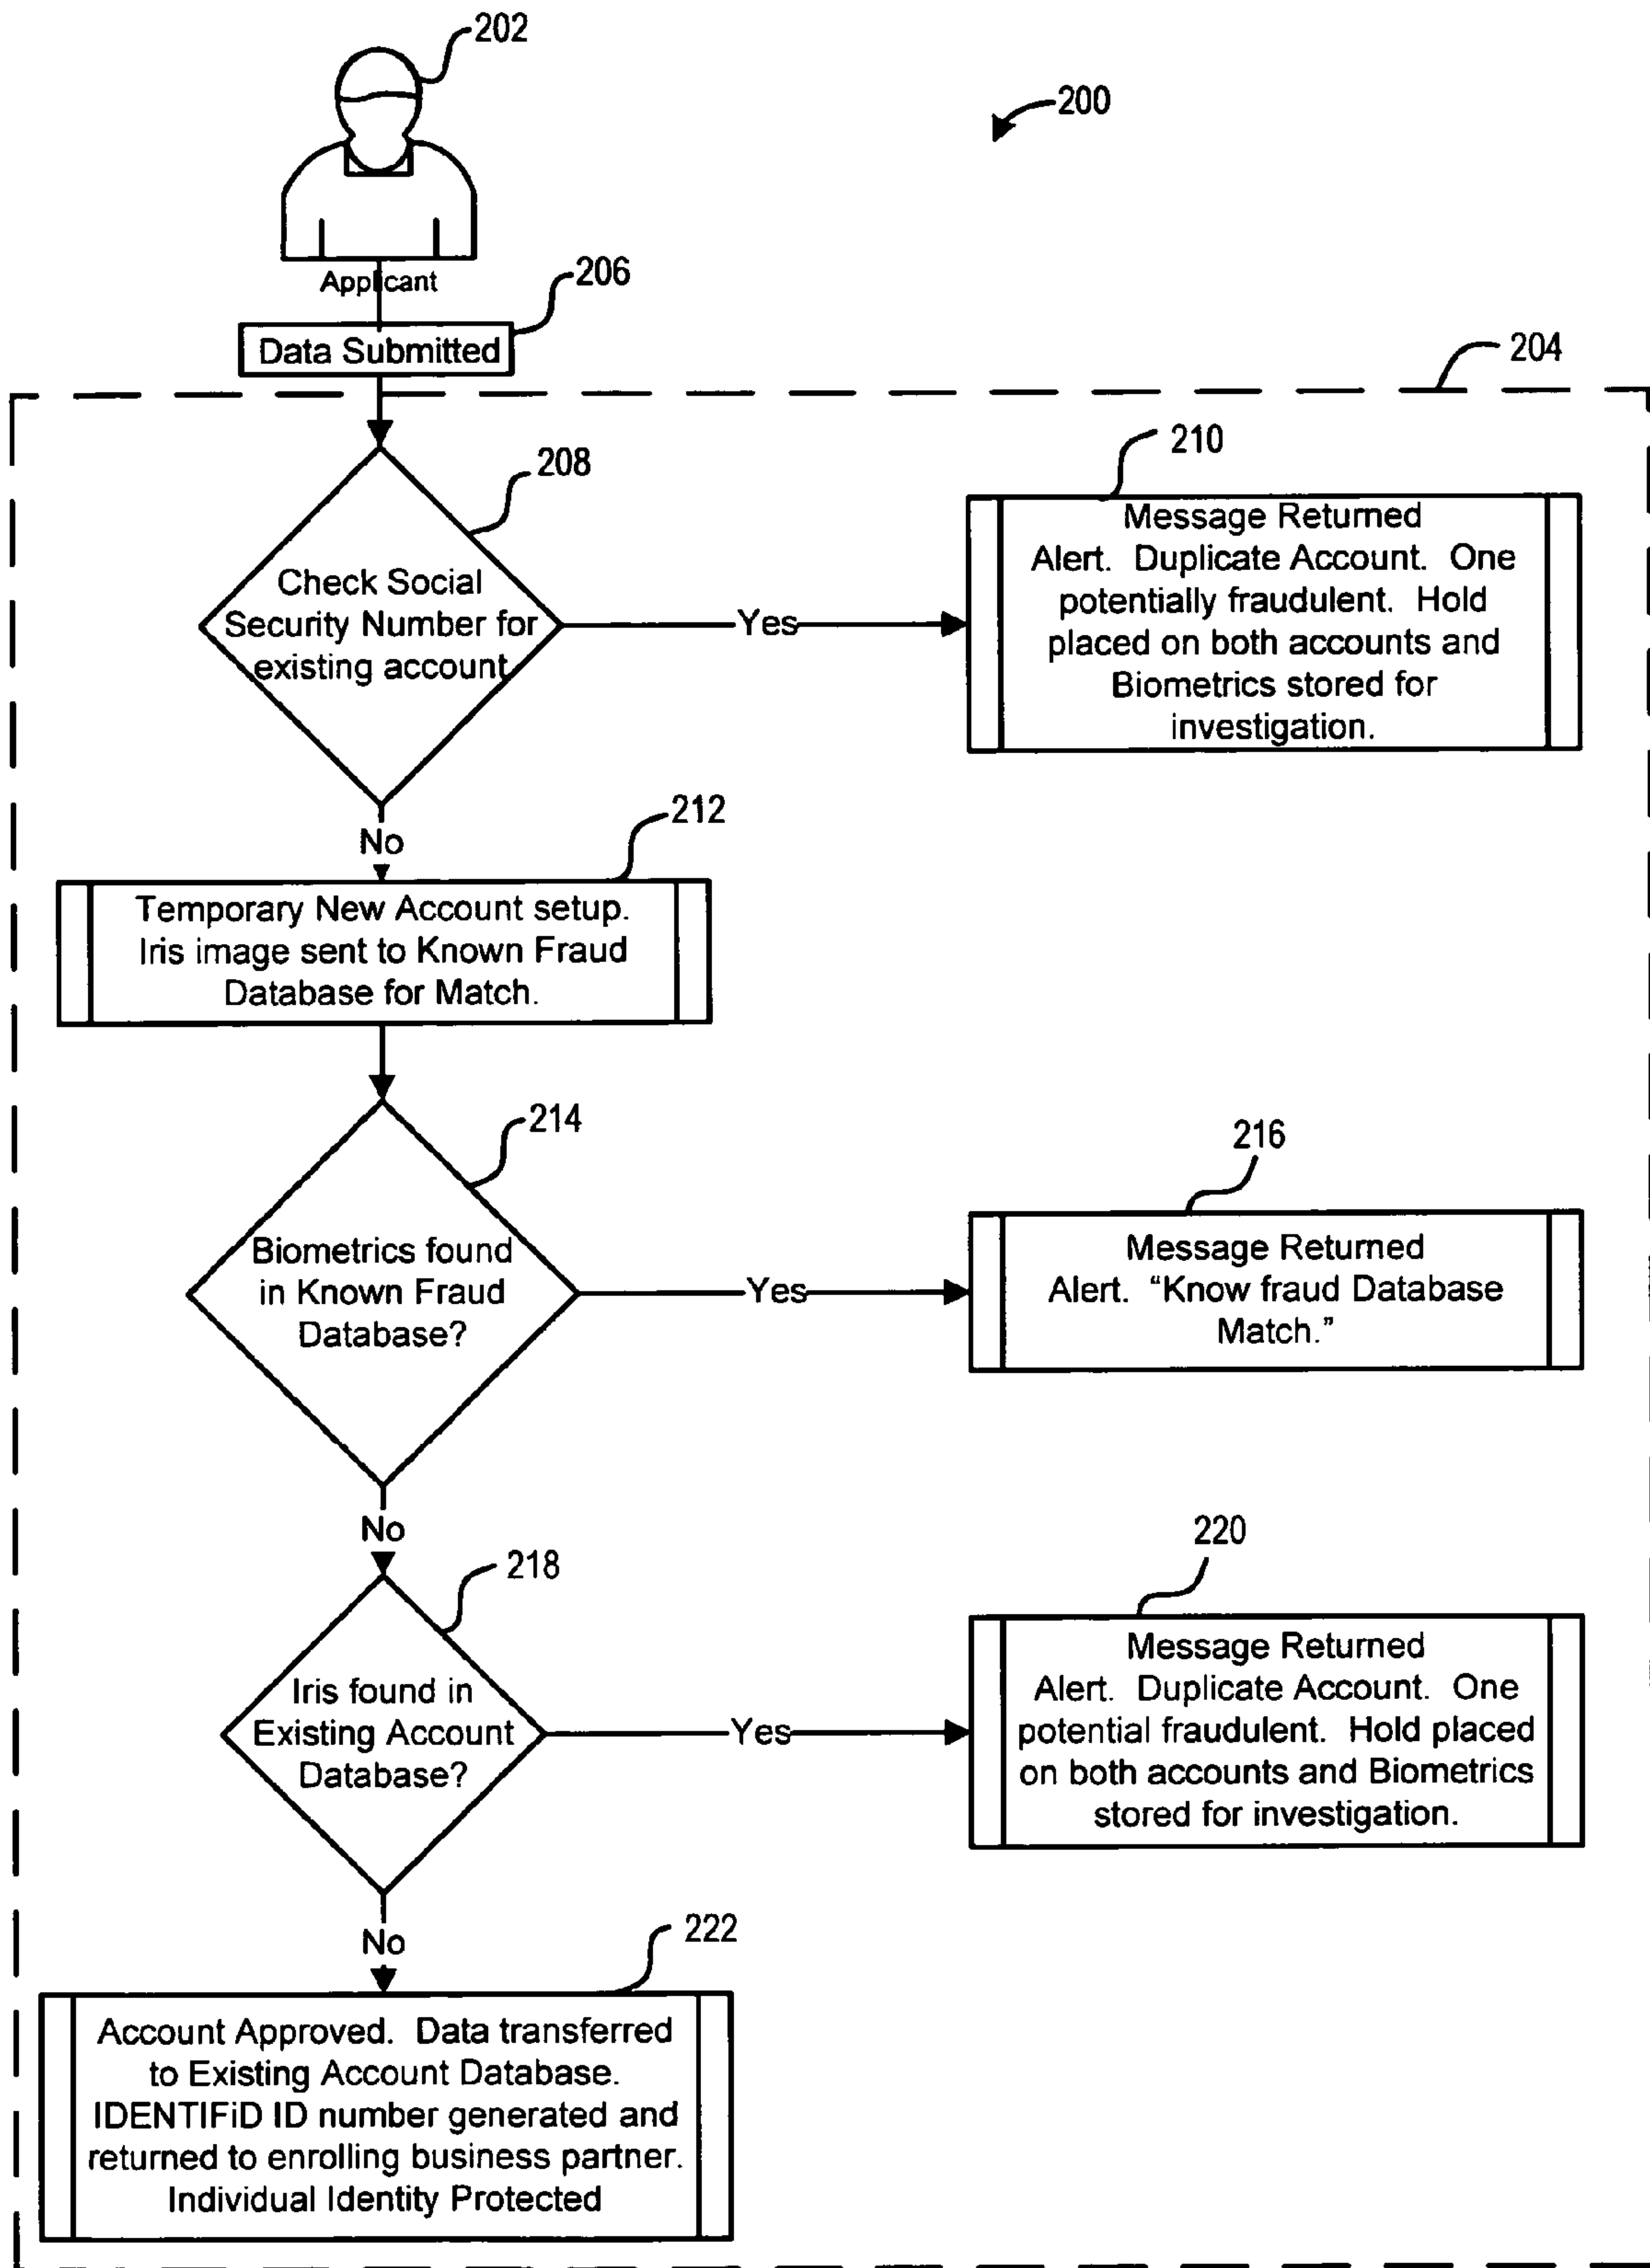 202
200
Applicant
206
Data Submitted
204
208
210
Check Social
Security Number for
existing account
Yes
Message Returned
Alert. Duplicate Account. One
potentially fraudulent. Hold
placed on both accounts and
Biometrics stored for
investigation.
No
212
Temporary New Account setup.
Iris image sent to Known Fraud
Database for Match.
214
216
Biometrics found
in Known Fraud
Database?
Yes
Message Returned
Alert. “Know fraud Database
Match.”
No
218
220
Iris found in
Existing Account
Database?
Yes
Message Returned
Alert. Duplicate Account. One
potential fraudulent. Hold placed
on both accounts and Biometrics
stored for investigation.
No
222
Account Approved. Data transferred
to Existing Account Database.
IDENTIFiD ID number generated and
returned to enrolling business partner.
Individual Identity Protected